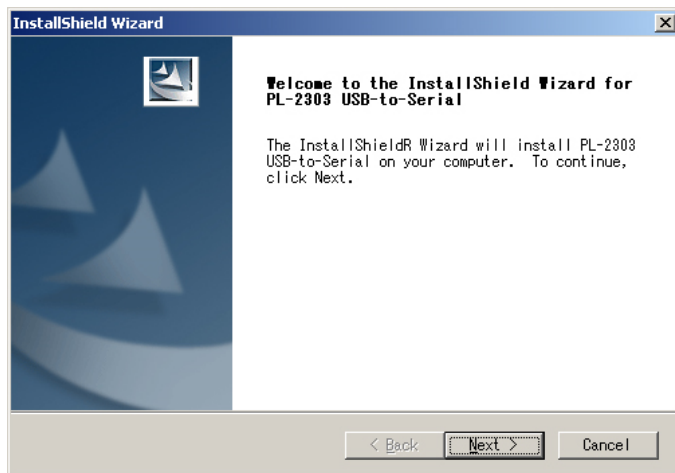 InstallShield Wizard
Welcome to the InstallShield Wizard for
PL-2303 USB-to-Serial
The InstallShieldR Wizard will install PL-2303
USB-to-Serial on your computer. To continue,
click Next.
< Back Next > Cancel